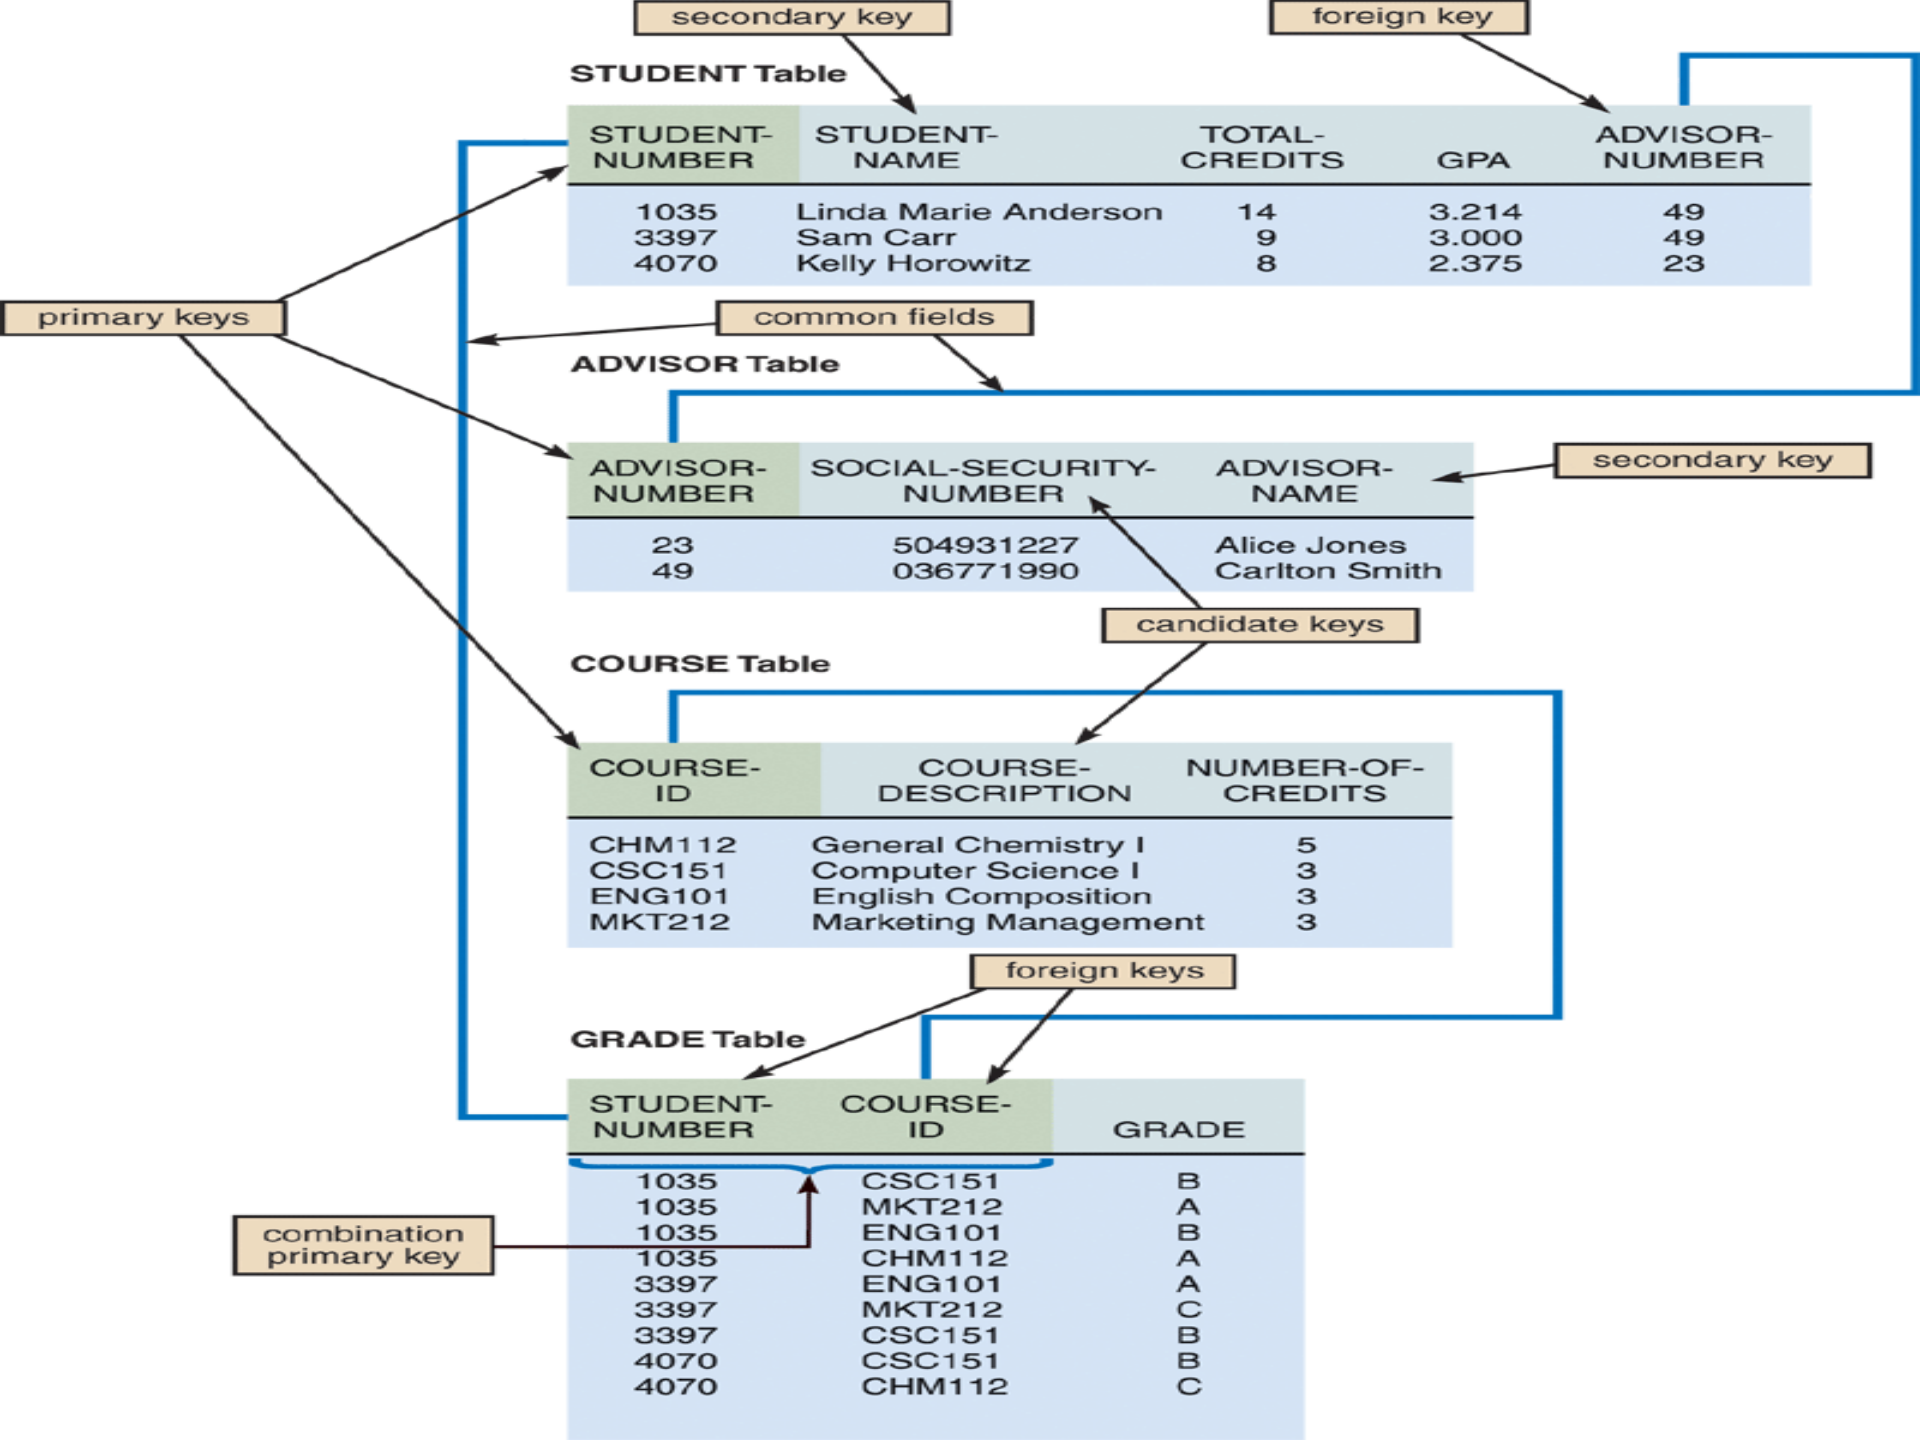 secondary key
foreign key
STUDENT Table
STUDENT-NUMBER STUDENT-NAME TOTAL-CREDITS GPA ADVISOR-NUMBER
1035 Linda Marie Anderson 14 3.214 49
3397 Sam Carr 9 3.000 49
4070 Kelly Horowitz 8 2.375 23
primary keys
common fields
ADVISOR Table
ADVISOR-NUMBER SOCIAL-SECURITY-NUMBER ADVISOR-NAME
secondary key
23 504931227 Alice Jones
49 036771990 Carlton Smith
candidate keys
COURSE Table
COURSE-ID COURSE-DESCRIPTION NUMBER-OF-CREDITS
CHM112 General Chemistry I 5
CSC151 Computer Science I 3
ENG101 English Composition 3
MKT212 Marketing Management 3
foreign keys
GRADE Table
STUDENT-NUMBER COURSE-ID GRADE
1035 CSC151 B
1035 MKT212 A
1035 ENG101 B
1035 CHM112 A
3397 ENG101 A
3397 MKT212 C
3397 CSC151 B
4070 CSC151 B
4070 CHM112 C
combination
primary key